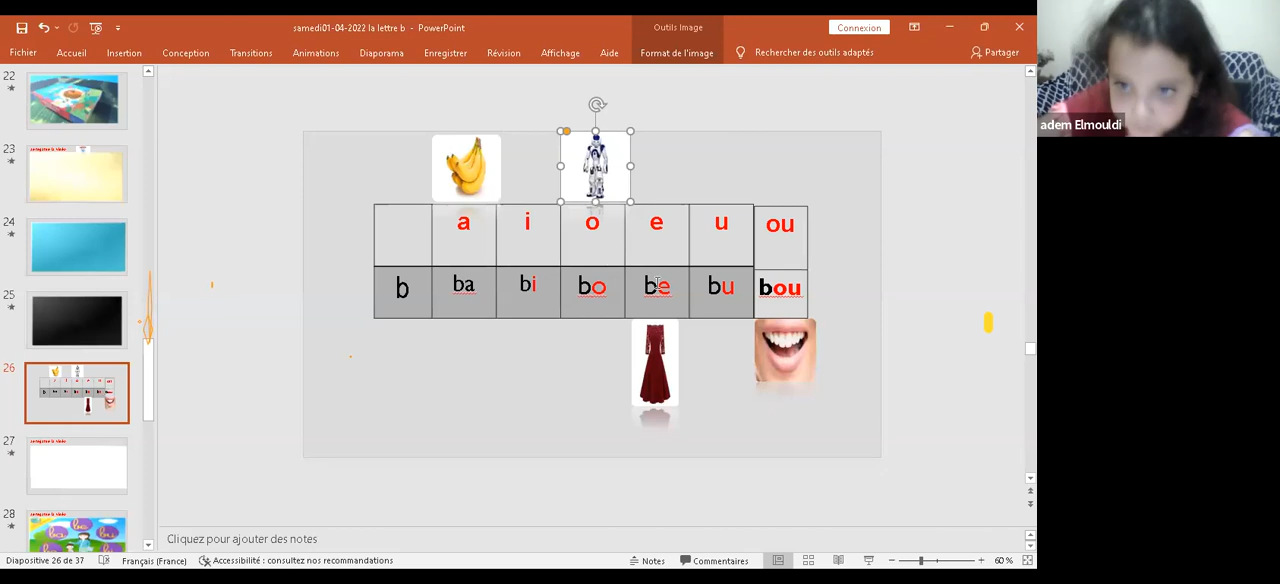 samedi01-04-2022 la lettre b - PowerPoint
Outils Image
Connexion
Fichier Accueil Insertion Conception Transitions Animations Diaporama Enregistrer Révision Affichage Aide Format de l'image Rechercher des outils adaptés Partager
adem Elmouldi
22
23
24
25
26
27
28
a i o e u ou
b ba bi bo be bu bou
Cliquez pour ajouter des notes
Diapositive 26 de 37 Français (France) Accessibilité : consultez nos recommandations Notes Commentaires 60 %